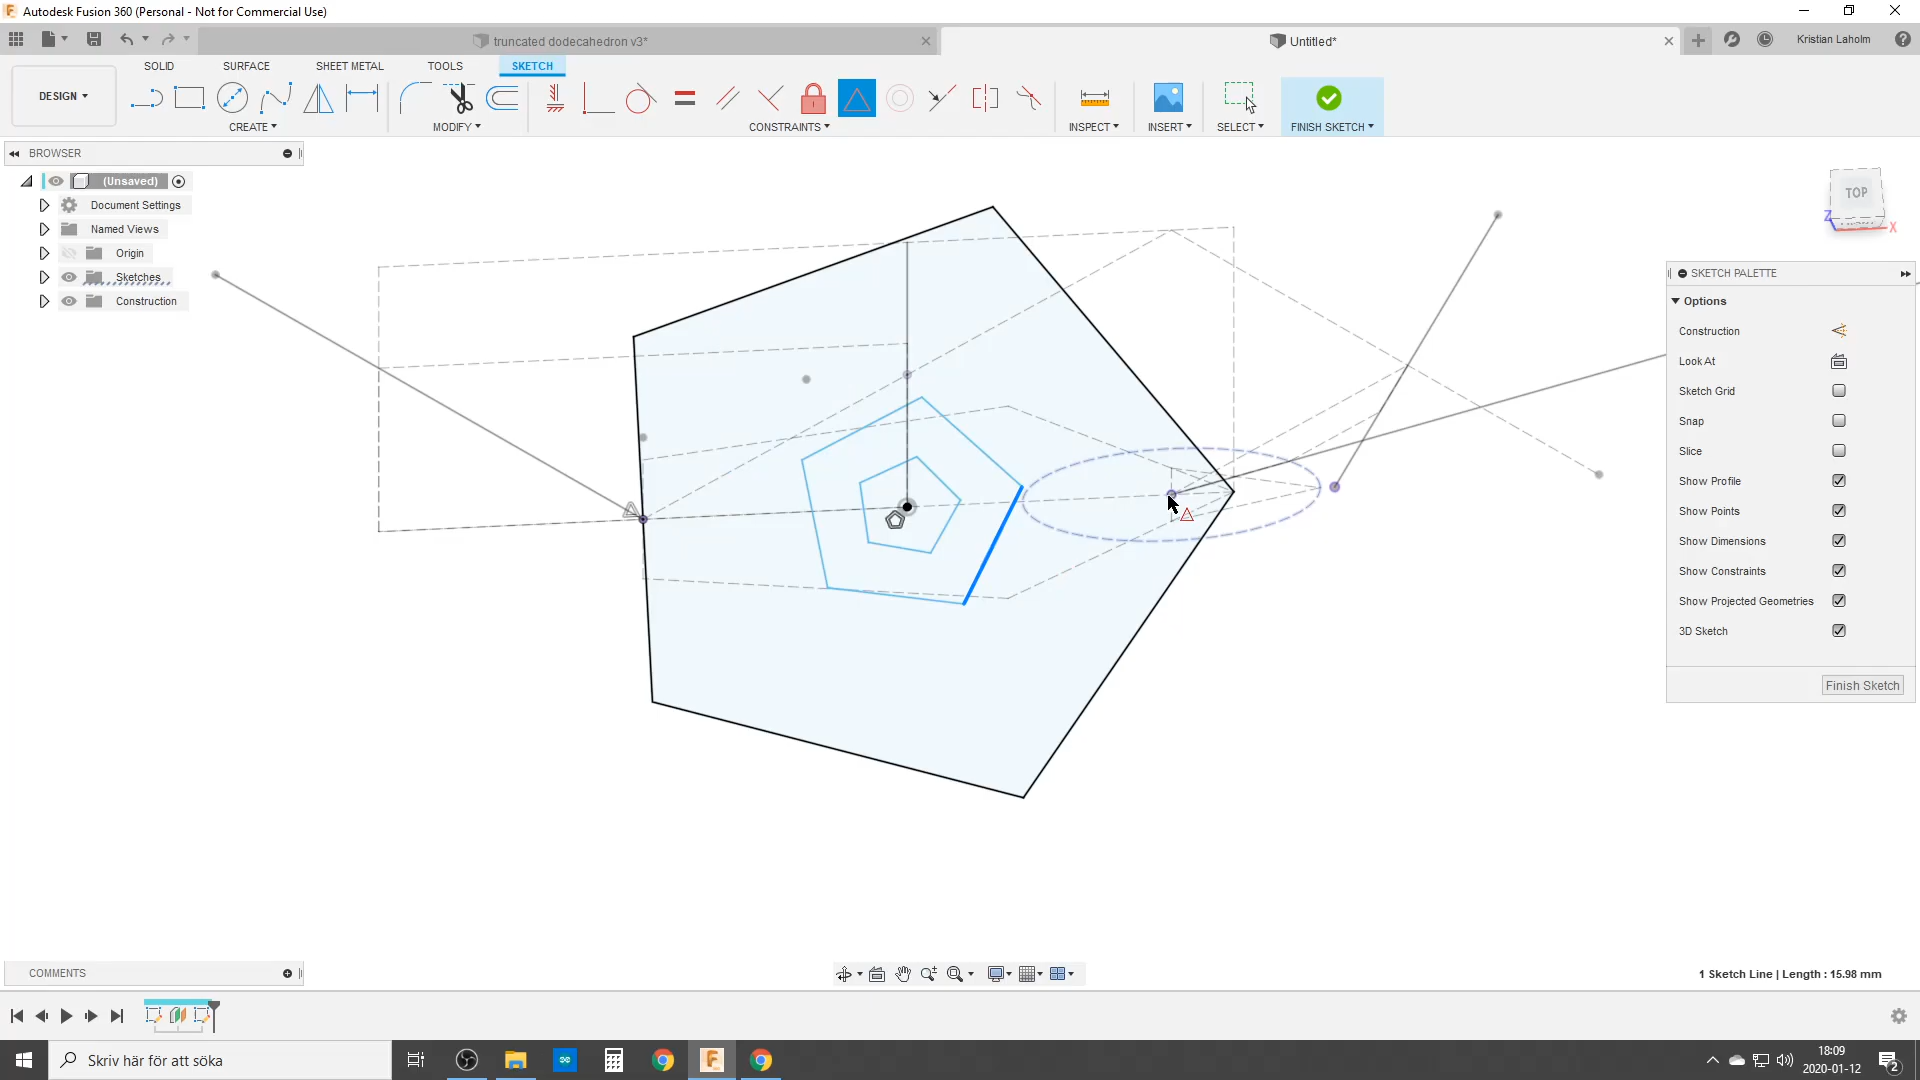 Autodesk Fusion 360 (Personal - Not for Commercial Use)
truncated dodecahedron v3*
Untitled*
Kristian Laholm
DESIGN
SOLID
SURFACE
SHEET METAL
TOOLS
SKETCH
CREATE
MODIFY
CONSTRAINTS
INSPECT
INSERT
SELECT
FINISH SKETCH
BROWSER
(Unsaved)
Document Settings
Named Views
Origin
Sketches
Construction
TOP
Z
X
SKETCH PALETTE
Options
Construction
Look At
Sketch Grid
Snap
Slice
Show Profile
Show Points
Show Dimensions
Show Constraints
Show Projected Geometries
3D Sketch
Finish Sketch
COMMENTS
1 Sketch Line | Length : 15.98 mm
Skriv här för att söka
18:09
2020-01-12
2